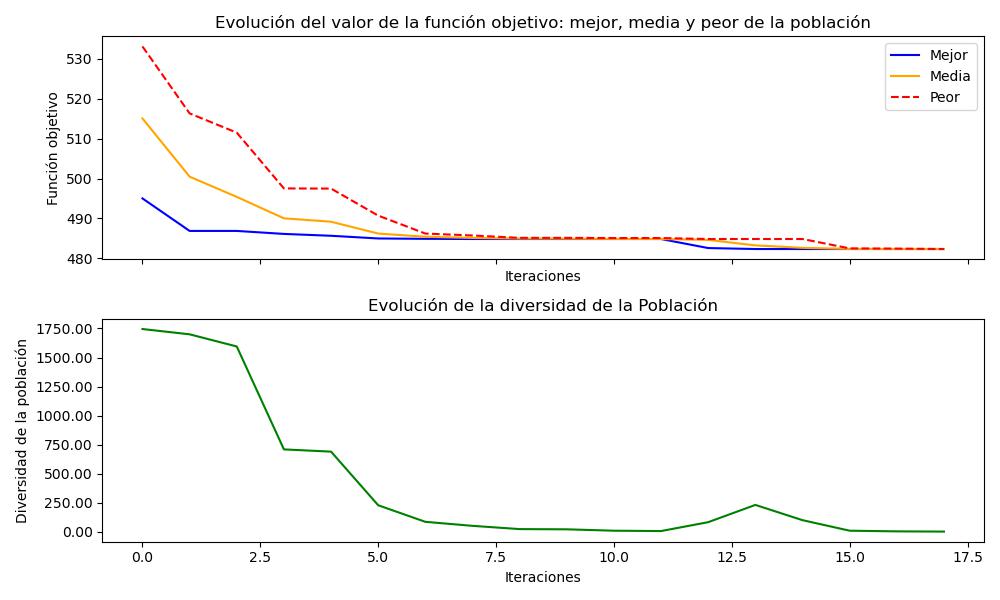 Evolución del valor de la función objetivo: mejor, media y peor de la población
Función objetivo
530
520
510
500
490
480
Mejor
Media
Peor
Iteraciones
Evolución de la diversidad de la Población
Diversidad de la población
1750.00
1500.00
1250.00
1000.00
750.00
500.00
250.00
0.00
0.0 2.5 5.0 7.5 10.0 12.5 15.0 17.5
Iteraciones